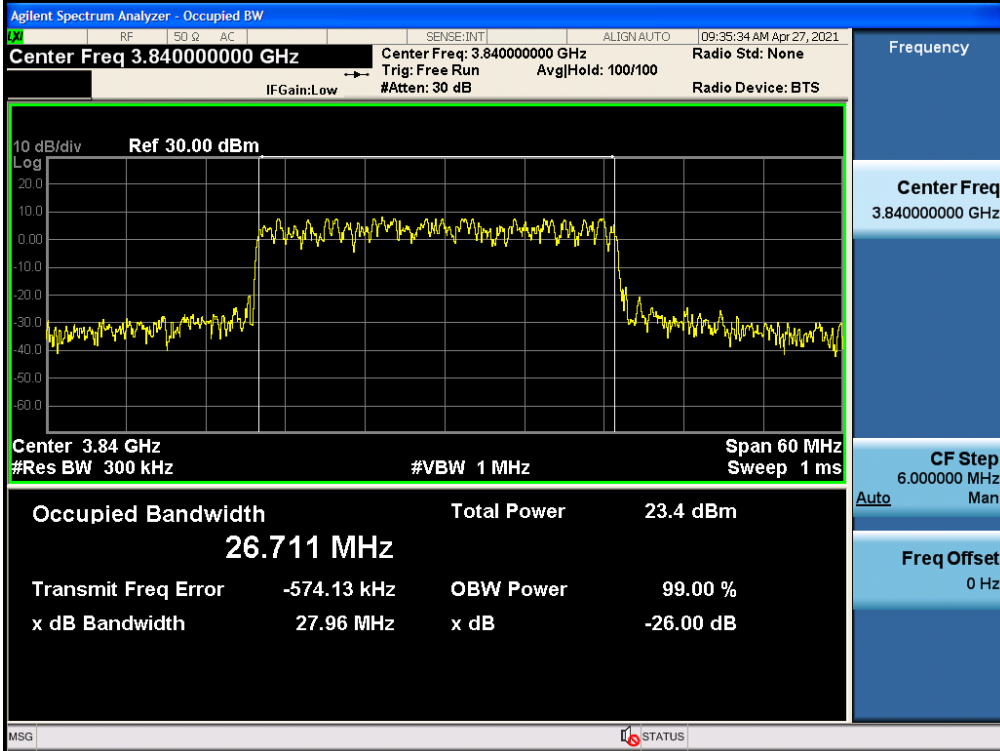 Agilent Spectrum Analyzer - Occupied BW
LXI RF 50 Ω AC SENSE:INT ALIGN AUTO 09:35:34 AM Apr 27, 2021
Center Freq 3.840000000 GHz
Center Freq: 3.840000000 GHz
Radio Std: None
Trig: Free Run Avg|Hold: 100/100
IFGain:Low #Atten: 30 dB
Radio Device: BTS
10 dB/div Ref 30.00 dBm
Log
20.0
10.0
0.00
-10.0
-20.0
-30.0
-40.0
-50.0
-60.0
Center 3.84 GHz Span 60 MHz
#Res BW 300 kHz #VBW 1 MHz Sweep 1 ms
Occupied Bandwidth Total Power 23.4 dBm
26.711 MHz
Transmit Freq Error -574.13 kHz OBW Power 99.00 %
x dB Bandwidth 27.96 MHz x dB -26.00 dB
Frequency
Center Freq
3.840000000 GHz
CF Step
6.000000 MHz
Auto Man
Freq Offset
0 Hz
MSG STATUS